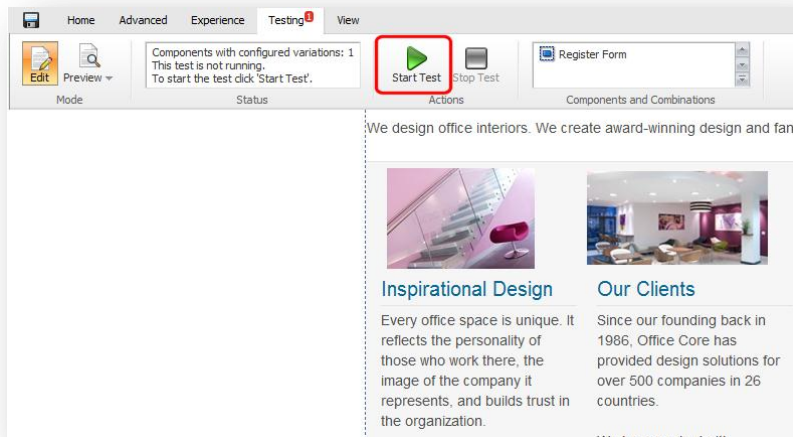 Home Advanced Experience Testing 1 View
Components with configured variations: 1
This test is not running.
To start the test click 'Start Test'.
Edit Preview
Start Test Stop Test
Register Form
Mode Status Actions Components and Combinations
We design office interiors. We create award-winning design and fan
Inspirational Design
Every office space is unique. It
reflects the personality of
those who work there, the
image of the company it
represents, and builds trust in
the organization.
Our Clients
Since our founding back in
1986, Office Core has
provided design solutions for
over 500 companies in 26
countries.